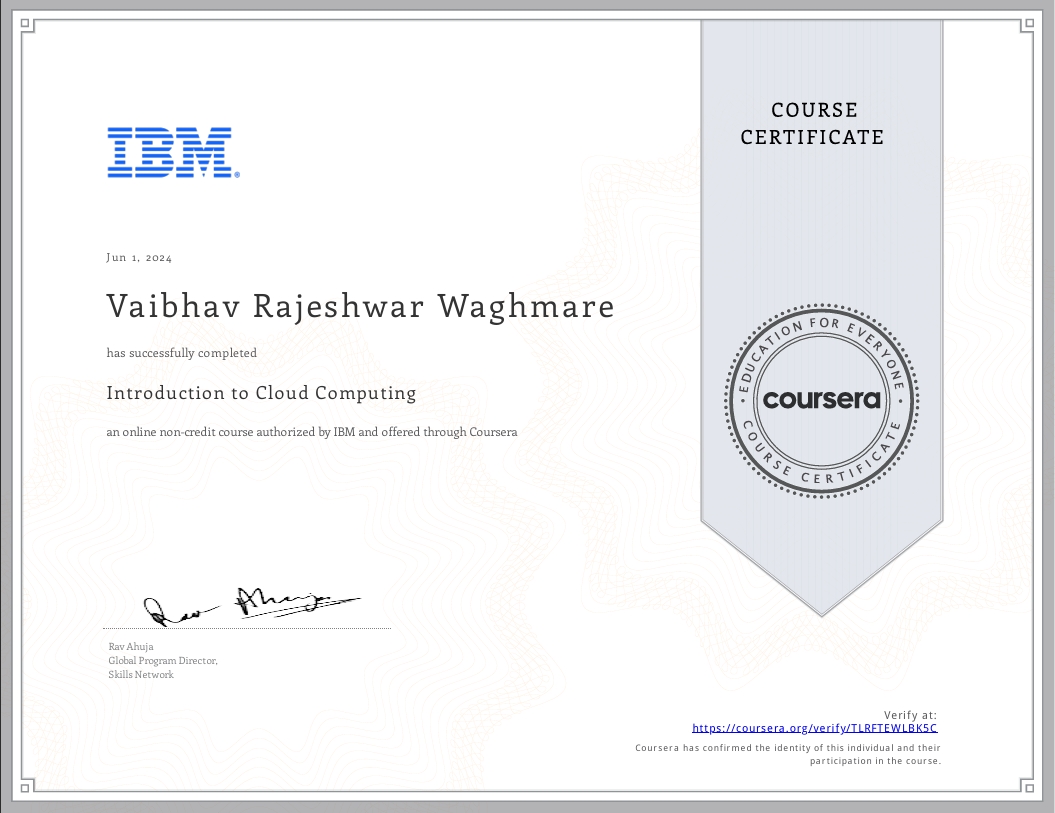 COURSE
CERTIFICATE
IBM®
Jun 1, 2024
Vaibhav Rajeshwar Waghmare
has successfully completed
Introduction to Cloud Computing
an online non-credit course authorized by IBM and offered through Coursera
EDUCATION FOR EVERYONE
coursera
COURSE CERTIFICATE
Rav Ahuja
Rav Ahuja
Global Program Director,
Skills Network
Verify at:
https://coursera.org/verify/TLRFTEWLBK5C
Coursera has confirmed the identity of this individual and their
participation in the course.